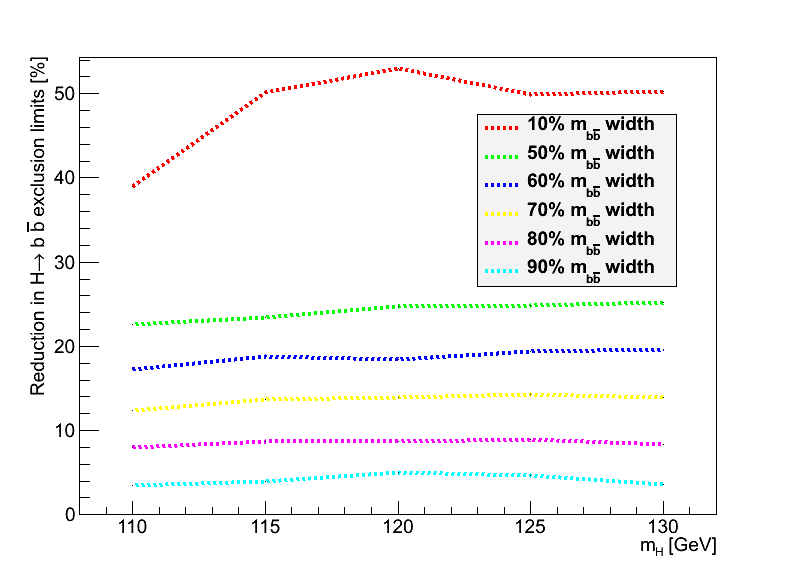 Reduction in H→ b b̅ exclusion limits [%]
50
40
30
20
10
0
10% m_bb̅ width
50% m_bb̅ width
60% m_bb̅ width
70% m_bb̅ width
80% m_bb̅ width
90% m_bb̅ width
110 115 120 125 130
m_H [GeV]